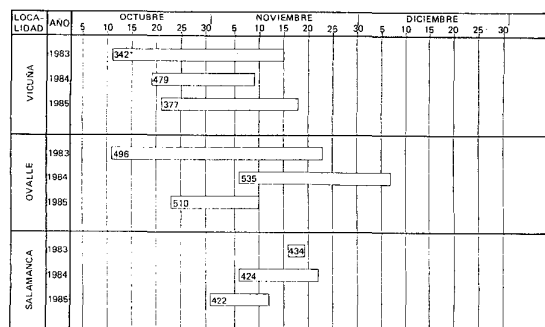 LOCA-
LIDAD AÑO OCTUBRE NOVIEMBRE DICIEMBRE
5 10 15 20 25 30 5 10 15 20 25 30 5 10 15 20 25 30
VICUÑA
1983 342
1984 479
1985 377
OVALLE
1983 496
1984 535
1985 510
SALAMANCA
1983 434
1984 424
1985 422